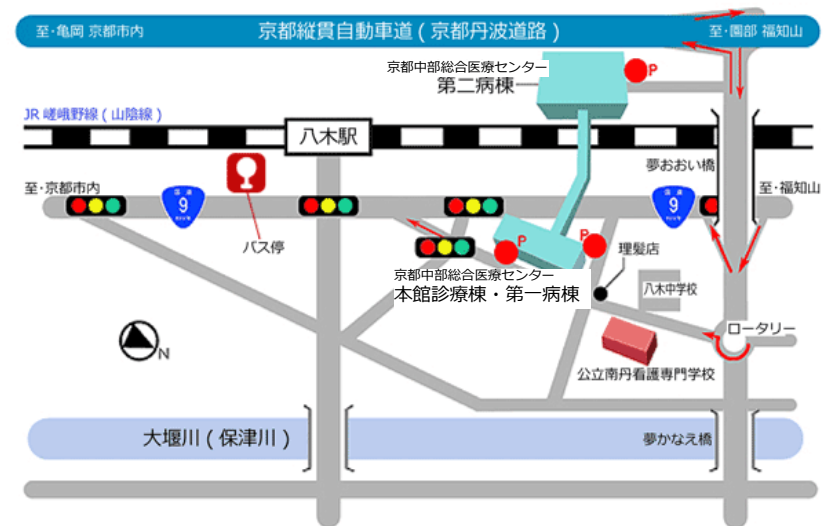 至・亀岡 京都市内
京都縦貫自動車道 ( 京都丹波道路 )
至・園部 福知山
京都中部総合医療センター
第二病棟
P
JR 嵯峨野線 ( 山陰線 )
八木駅
夢おおい橋
至・京都市内
国道
9
バス停
国道
9
至・福知山
P
P
理髪店
京都中部総合医療センター
本館診療棟・第一病棟
八木中学校
N
ロータリー
公立南丹看護専門学校
大堰川 ( 保津川 )
夢かなえ橋